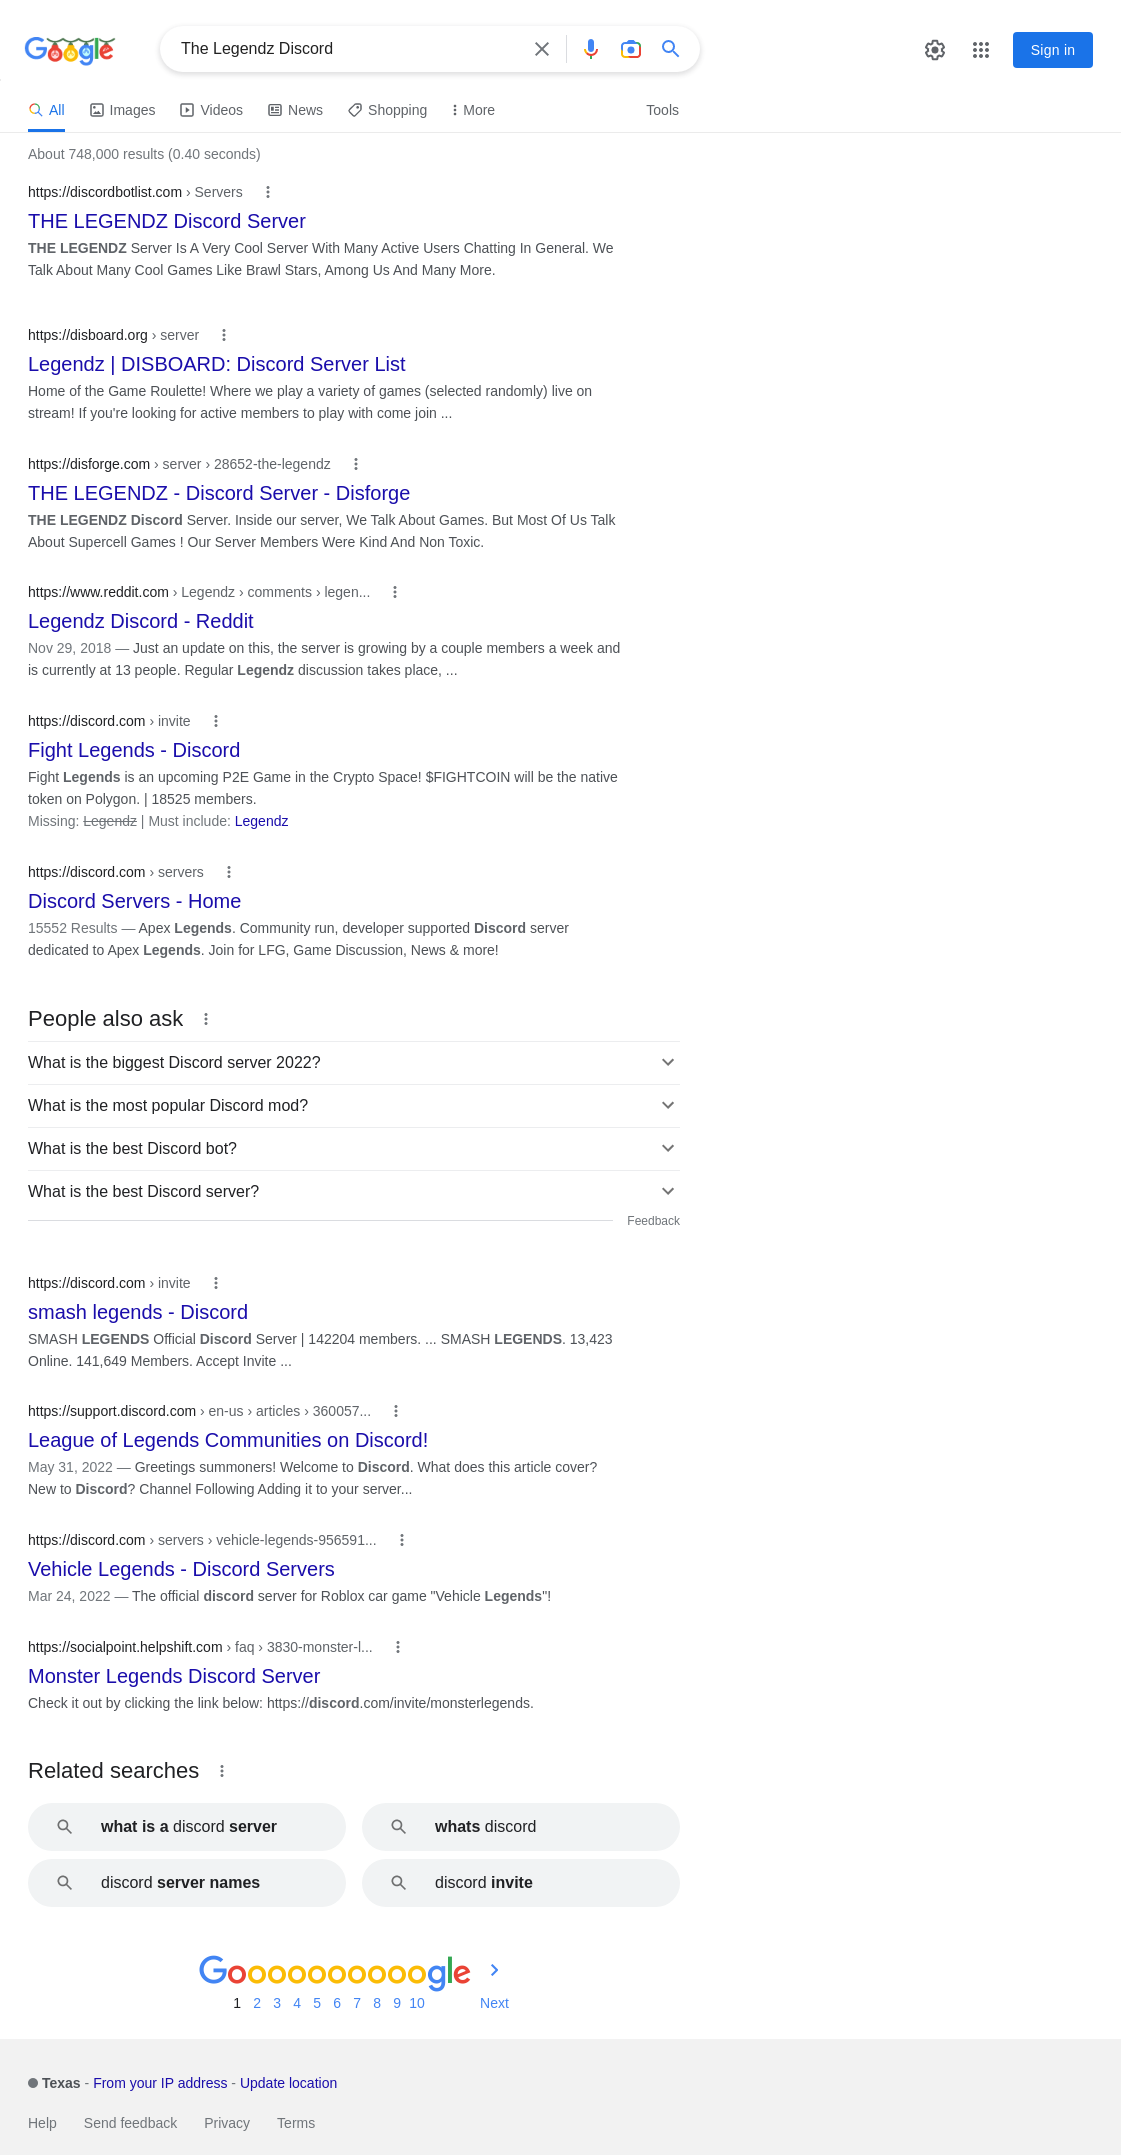 Google
The Legendz Discord
Sign in
All Images Videos News Shopping More Tools
About 748,000 results (0.40 seconds)
https://discordbotlist.com › Servers
THE LEGENDZ Discord Server
THE LEGENDZ Server Is A Very Cool Server With Many Active Users Chatting In General. We
Talk About Many Cool Games Like Brawl Stars, Among Us And Many More.
https://disboard.org › server
Legendz | DISBOARD: Discord Server List
Home of the Game Roulette! Where we play a variety of games (selected randomly) live on
stream! If you're looking for active members to play with come join ...
https://disforge.com › server › 28652-the-legendz
THE LEGENDZ - Discord Server - Disforge
THE LEGENDZ Discord Server. Inside our server, We Talk About Games. But Most Of Us Talk
About Supercell Games ! Our Server Members Were Kind And Non Toxic.
https://www.reddit.com › Legendz › comments › legen...
Legendz Discord - Reddit
Nov 29, 2018 — Just an update on this, the server is growing by a couple members a week and
is currently at 13 people. Regular Legendz discussion takes place, ...
https://discord.com › invite
Fight Legends - Discord
Fight Legends is an upcoming P2E Game in the Crypto Space! $FIGHTCOIN will be the native
token on Polygon. | 18525 members.
Missing: Legendz | Must include: Legendz
https://discord.com › servers
Discord Servers - Home
15552 Results — Apex Legends. Community run, developer supported Discord server
dedicated to Apex Legends. Join for LFG, Game Discussion, News & more!
People also ask
What is the biggest Discord server 2022?
What is the most popular Discord mod?
What is the best Discord bot?
What is the best Discord server?
Feedback
https://discord.com › invite
smash legends - Discord
SMASH LEGENDS Official Discord Server | 142204 members. ... SMASH LEGENDS. 13,423
Online. 141,649 Members. Accept Invite ...
https://support.discord.com › en-us › articles › 360057...
League of Legends Communities on Discord!
May 31, 2022 — Greetings summoners! Welcome to Discord. What does this article cover?
New to Discord? Channel Following Adding it to your server...
https://discord.com › servers › vehicle-legends-956591...
Vehicle Legends - Discord Servers
Mar 24, 2022 — The official discord server for Roblox car game "Vehicle Legends"!
https://socialpoint.helpshift.com › faq › 3830-monster-l...
Monster Legends Discord Server
Check it out by clicking the link below: https://discord.com/invite/monsterlegends.
Related searches
what is a discord server
whats discord
discord server names
discord invite
Goooooooooogle
1 2 3 4 5 6 7 8 9 10 Next
Texas - From your IP address - Update location
Help Send feedback Privacy Terms